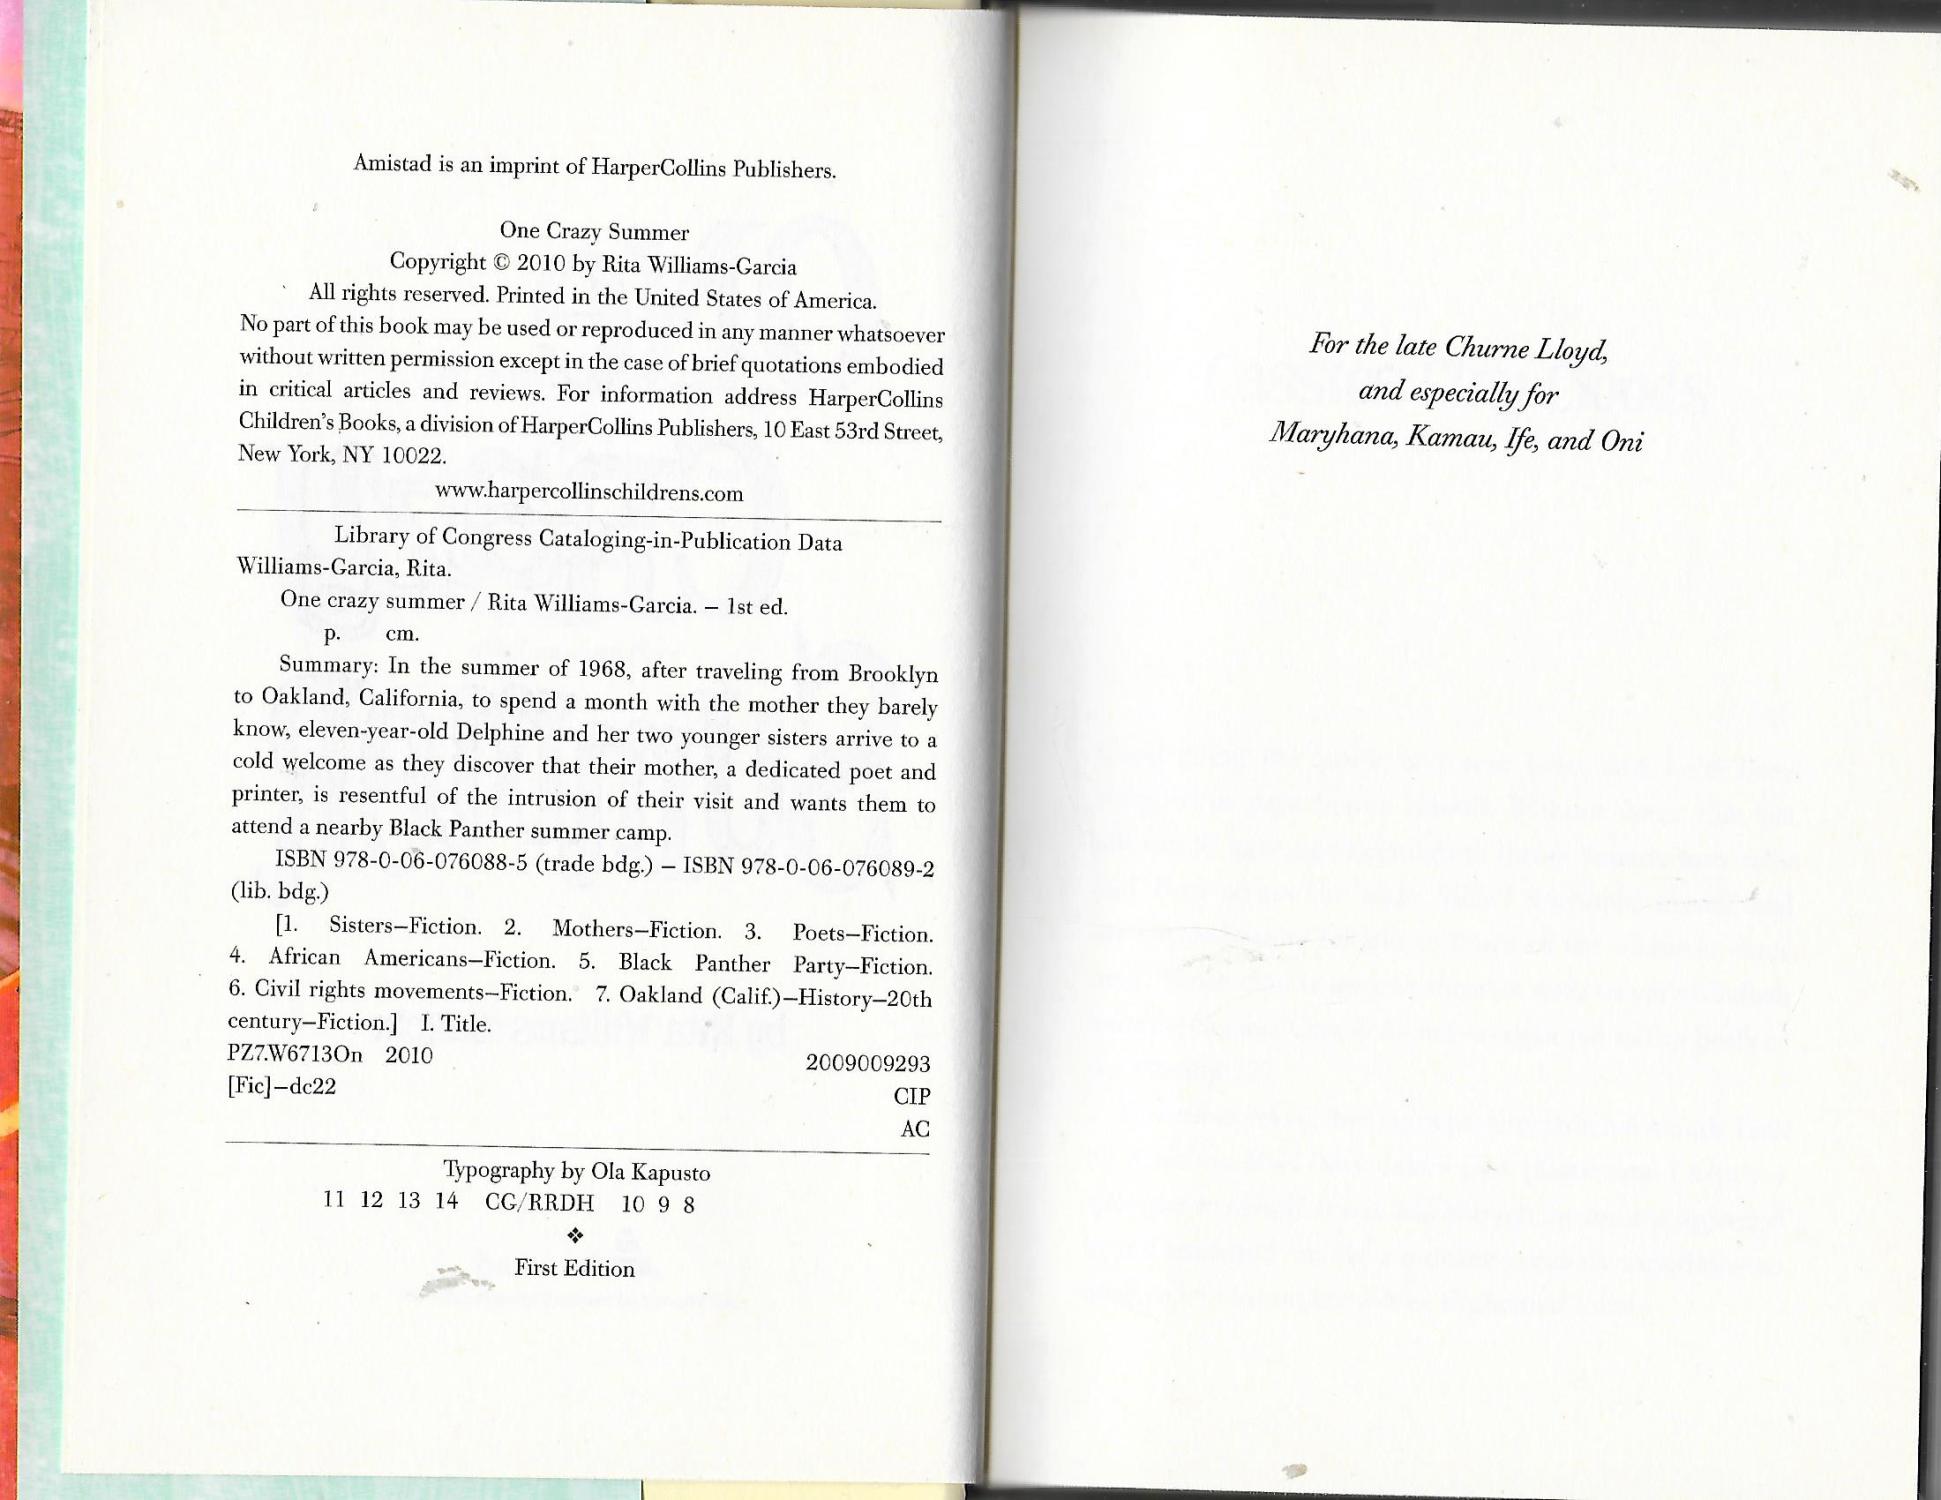 Amistad is an imprint of HarperCollins Publishers.
One Crazy Summer
Copyright © 2010 by Rita Williams-Garcia
All rights reserved. Printed in the United States of America.
No part of this book may be used or reproduced in any manner whatsoever
without written permission except in the case of brief quotations embodied
in critical articles and reviews. For information address HarperCollins
Children's Books, a division of HarperCollins Publishers, 10 East 53rd Street,
New York, NY 10022.
www.harpercollinschildrens.com
Library of Congress Cataloging-in-Publication Data
Williams-Garcia, Rita.
One crazy summer / Rita Williams-Garcia. – 1st ed.
p. cm.
Summary: In the summer of 1968, after traveling from Brooklyn
to Oakland, California, to spend a month with the mother they barely
know, eleven-year-old Delphine and her two younger sisters arrive to a
cold welcome as they discover that their mother, a dedicated poet and
printer, is resentful of the intrusion of their visit and wants them to
attend a nearby Black Panther summer camp.
ISBN 978-0-06-076088-5 (trade bdg.) – ISBN 978-0-06-076089-2
(lib. bdg.)
[1. Sisters–Fiction. 2. Mothers–Fiction. 3. Poets–Fiction.
4. African Americans–Fiction. 5. Black Panther Party–Fiction.
6. Civil rights movements–Fiction. 7. Oakland (Calif.)–History–20th
century–Fiction.] I. Title.
PZ7.W6713On 2010 2009009293
[Fic]–dc22 CIP
AC
Typography by Ola Kapusto
11 12 13 14 CG/RRDH 10 9 8
❖
First Edition
For the late Churne Lloyd,
and especially for
Maryhana, Kamau, Ife, and Oni